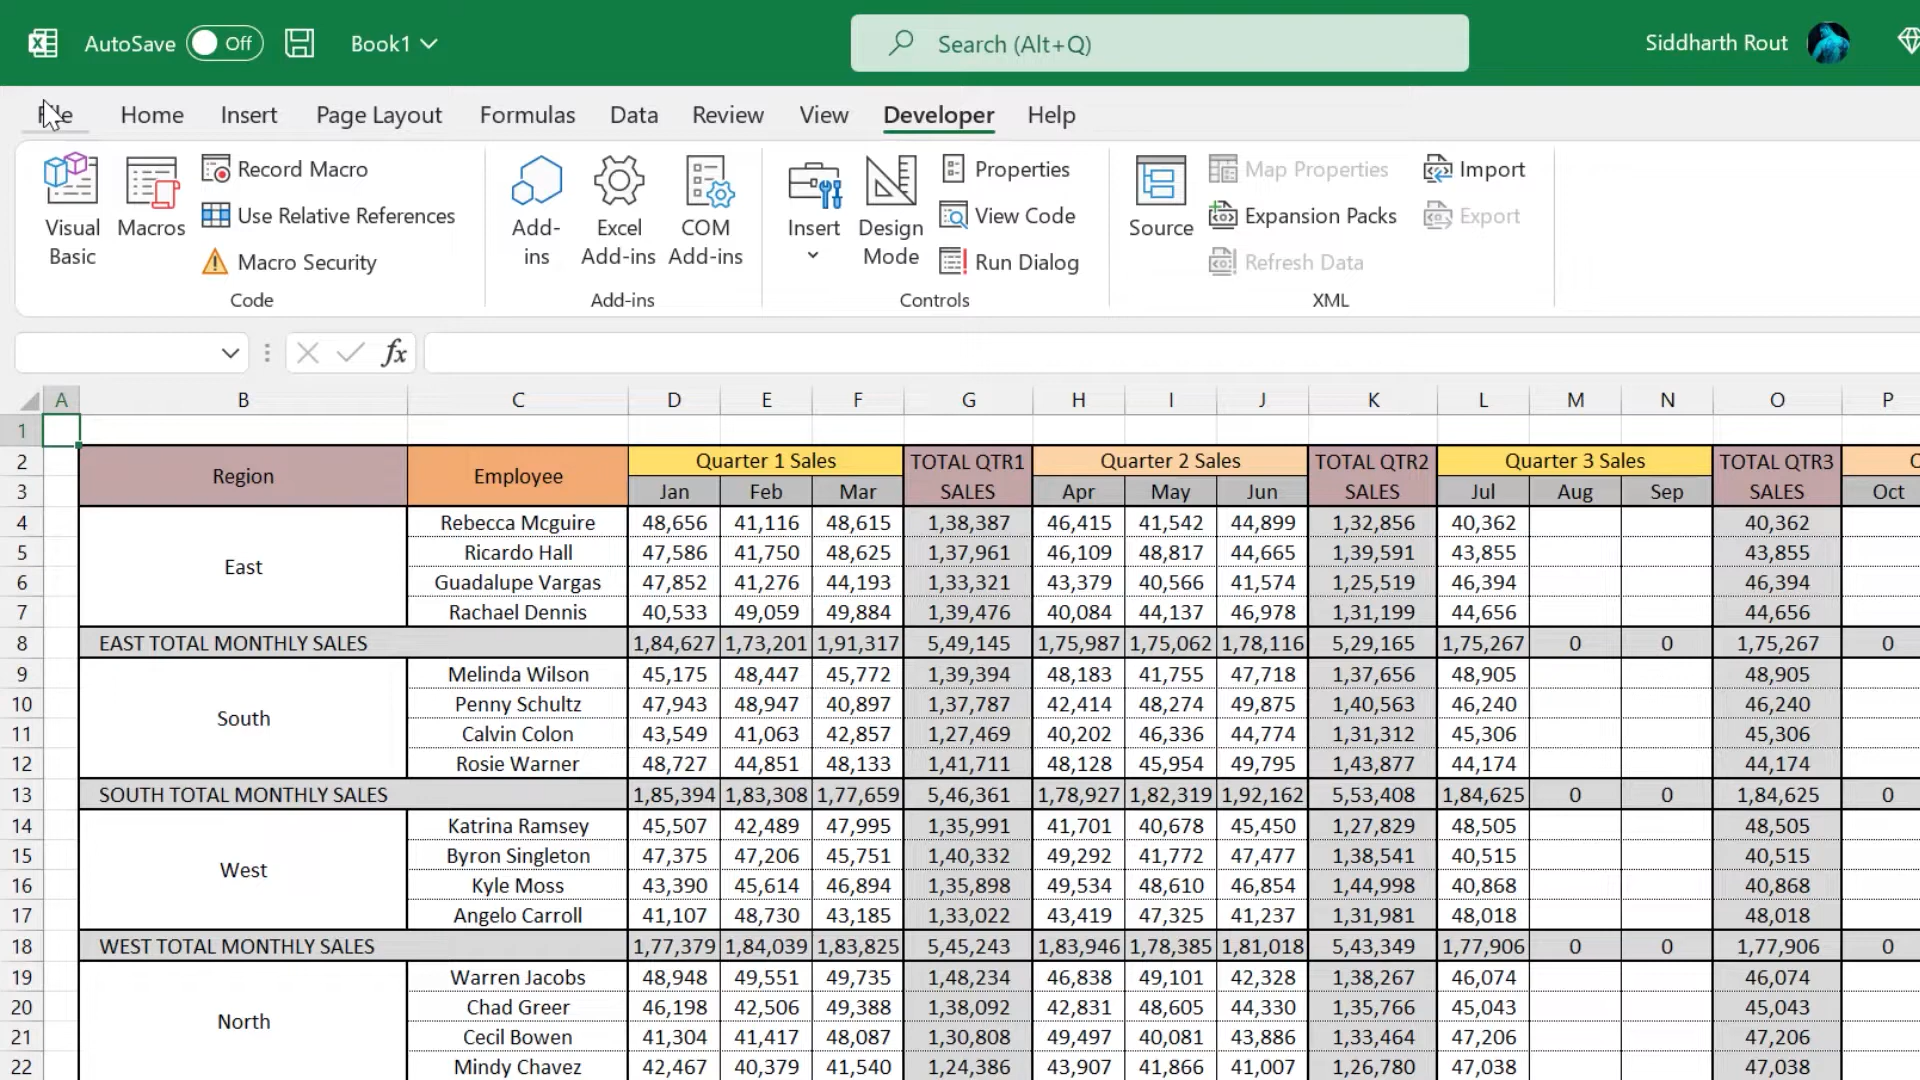 AutoSave Off Book1 Search (Alt+Q) Siddharth Rout
File Home Insert Page Layout Formulas Data Review View Developer Help
Visual Basic
Macros
Record Macro
Use Relative References
Macro Security
Code
Add-ins
Excel Add-ins
COM Add-ins
Add-ins
Insert
Design Mode
Properties
View Code
Run Dialog
Controls
Source
Map Properties
Expansion Packs
Refresh Data
Import
Export
XML
fx
A B C D E F G H I J K L M N O P
1
2 Region Employee Quarter 1 Sales TOTAL QTR1 SALES Quarter 2 Sales TOTAL QTR2 SALES Quarter 3 Sales TOTAL QTR3 SALES
3 Jan Feb Mar Apr May Jun Jul Aug Sep Oct
4 East Rebecca Mcguire 48,656 41,116 48,615 1,38,387 46,415 41,542 44,899 1,32,856 40,362 40,362
5 Ricardo Hall 47,586 41,750 48,625 1,37,961 46,109 48,817 44,665 1,39,591 43,855 43,855
6 Guadalupe Vargas 47,852 41,276 44,193 1,33,321 43,379 40,566 41,574 1,25,519 46,394 46,394
7 Rachael Dennis 40,533 49,059 49,884 1,39,476 40,084 44,137 46,978 1,31,199 44,656 44,656
8 EAST TOTAL MONTHLY SALES 1,84,627 1,73,201 1,91,317 5,49,145 1,75,987 1,75,062 1,78,116 5,29,165 1,75,267 0 0 1,75,267 0
9 South Melinda Wilson 45,175 48,447 45,772 1,39,394 48,183 41,755 47,718 1,37,656 48,905 48,905
10 Penny Schultz 47,943 48,947 40,897 1,37,787 42,414 48,274 49,875 1,40,563 46,240 46,240
11 Calvin Colon 43,549 41,063 42,857 1,27,469 40,202 46,336 44,774 1,31,312 45,306 45,306
12 Rosie Warner 48,727 44,851 48,133 1,41,711 48,128 45,954 49,795 1,43,877 44,174 44,174
13 SOUTH TOTAL MONTHLY SALES 1,85,394 1,83,308 1,77,659 5,46,361 1,78,927 1,82,319 1,92,162 5,53,408 1,84,625 0 0 1,84,625 0
14 West Katrina Ramsey 45,507 42,489 47,995 1,35,991 41,701 40,678 45,450 1,27,829 48,505 48,505
15 Byron Singleton 47,375 47,206 45,751 1,40,332 49,292 41,772 47,477 1,38,541 40,515 40,515
16 Kyle Moss 43,390 45,614 46,894 1,35,898 49,534 48,610 46,854 1,44,998 40,868 40,868
17 Angelo Carroll 41,107 48,730 43,185 1,33,022 43,419 47,325 41,237 1,31,981 48,018 48,018
18 WEST TOTAL MONTHLY SALES 1,77,379 1,84,039 1,83,825 5,45,243 1,83,946 1,78,385 1,81,018 5,43,349 1,77,906 0 0 1,77,906 0
19 North Warren Jacobs 48,948 49,551 49,735 1,48,234 46,838 49,101 42,328 1,38,267 46,074 46,074
20 Chad Greer 46,198 42,506 49,388 1,38,092 42,831 48,605 44,330 1,35,766 45,043 45,043
21 Cecil Bowen 41,304 41,417 48,087 1,30,808 49,497 40,081 43,886 1,33,464 47,206 47,206
22 Mindy Chavez 42,467 40,379 41,540 1,24,386 43,907 41,866 41,007 1,26,780 47,038 47,038